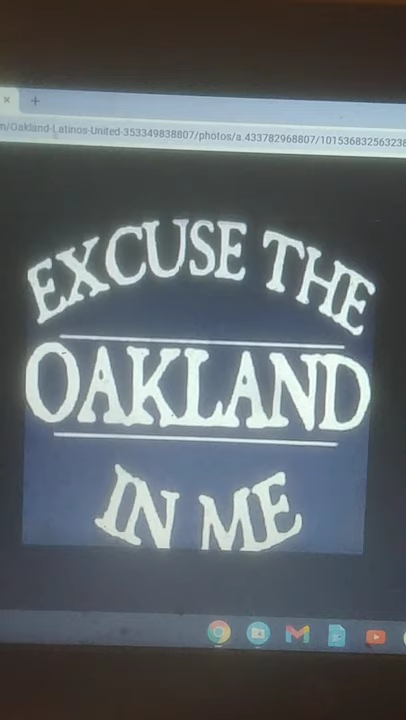 m/Oakland-Latinos-United-353349838807/photos/a.433782968807/101536832563238
EXCUSE THE
OAKLAND
IN ME